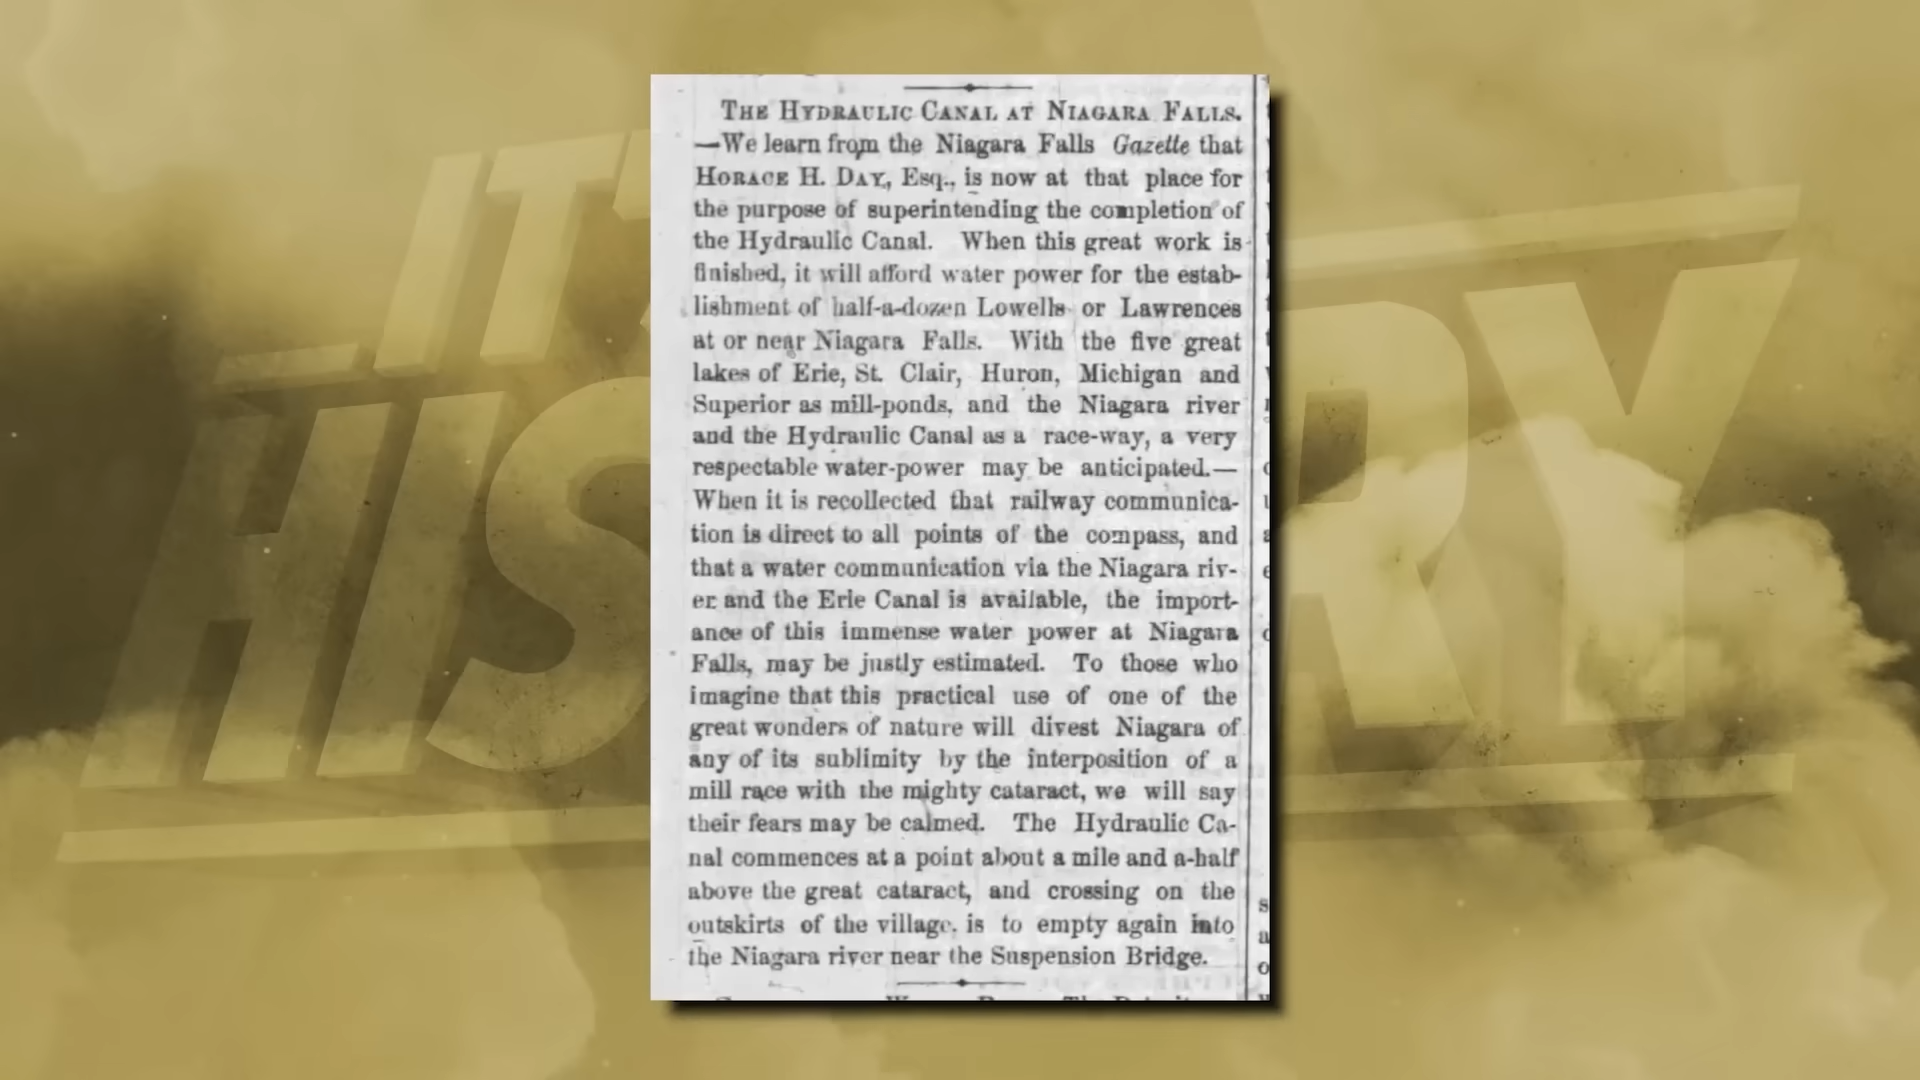 IT'S
HISTORY
THE HYDRAULIC CANAL AT NIAGARA FALLS.
—We learn from the Niagara Falls Gazette that
HORACE H. DAY, Esq., is now at that place for
the purpose of superintending the completion of
the Hydraulic Canal. When this great work is
finished, it will afford water power for the estab-
lishment of half-a-dozen Lowells or Lawrences
at or near Niagara Falls. With the five great
lakes of Erie, St. Clair, Huron, Michigan and
Superior as mill-ponds, and the Niagara river
and the Hydraulic Canal as a race-way, a very
respectable water-power may be anticipated.—
When it is recollected that railway communica-
tion is direct to all points of the compass, and
that a water communication via the Niagara riv-
er and the Erie Canal is available, the import-
ance of this immense water power at Niagara
Falls, may be justly estimated. To those who
imagine that this practical use of one of the
great wonders of nature will divest Niagara of
any of its sublimity by the interposition of a
mill race with the mighty cataract, we will say
their fears may be calmed. The Hydraulic Ca-
nal commences at a point about a mile and a-half
above the great cataract, and crossing on the
outskirts of the village, is to empty again into
the Niagara river near the Suspension Bridge.